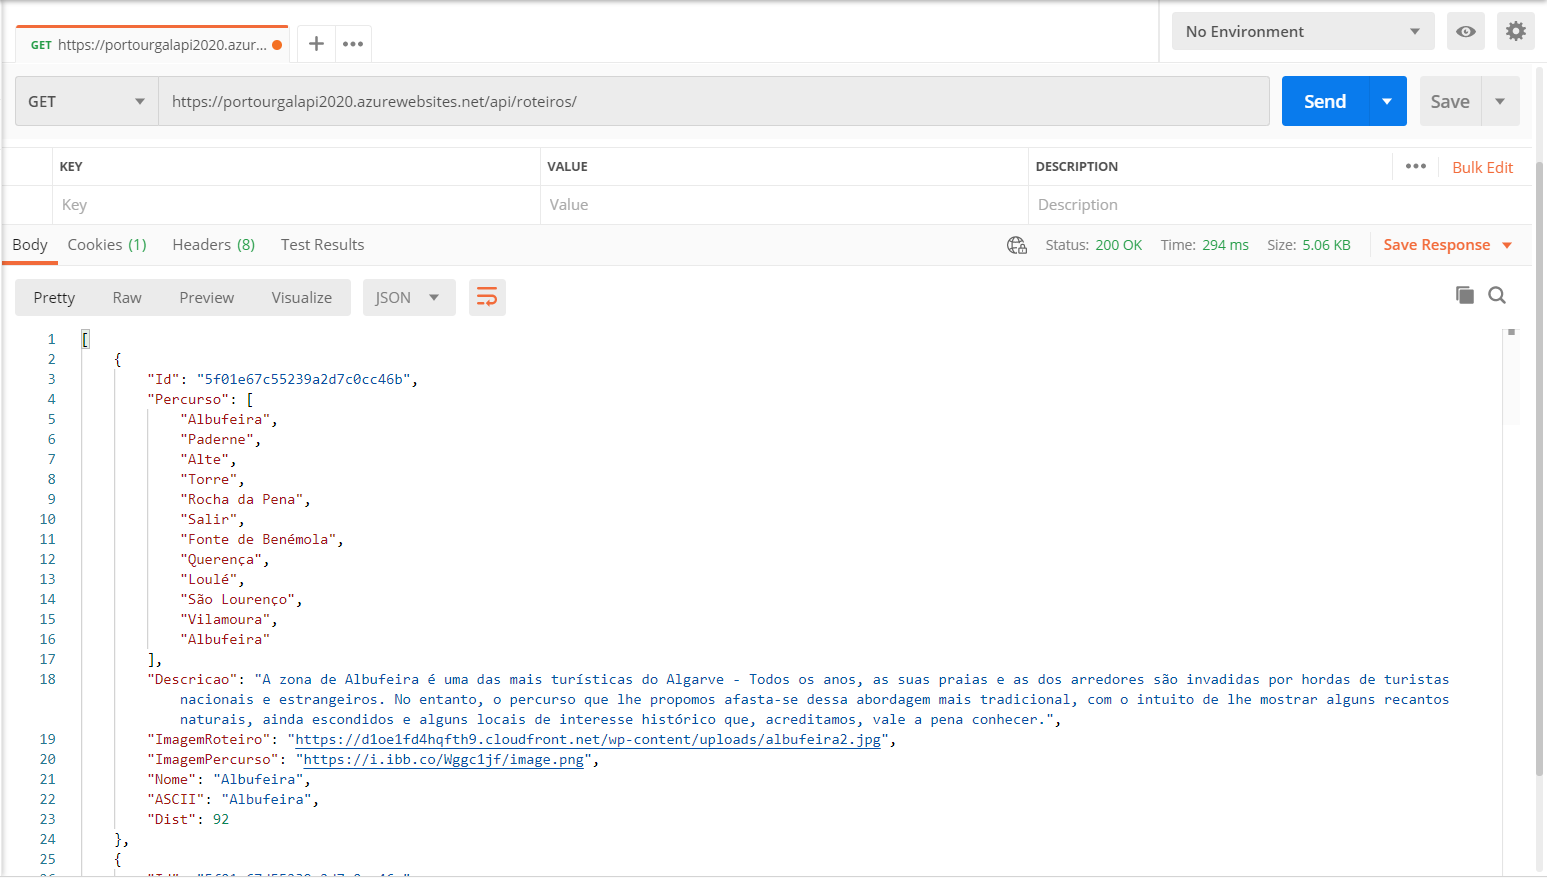 GET https://portourgalapi2020.azur...
No Environment
GET https://portourgalapi2020.azurewebsites.net/api/roteiros/ Send Save
KEY VALUE DESCRIPTION Bulk Edit
Key Value Description
Body Cookies (1) Headers (8) Test Results Status: 200 OK Time: 294 ms Size: 5.06 KB Save Response
Pretty Raw Preview Visualize JSON
1 [
2 {
3 "Id": "5f01e67c55239a2d7c0cc46b",
4 "Percurso": [
5 "Albufeira",
6 "Paderne",
7 "Alte",
8 "Torre",
9 "Rocha da Pena",
10 "Salir",
11 "Fonte de Benémola",
12 "Querença",
13 "Loulé",
14 "São Lourenço",
15 "Vilamoura",
16 "Albufeira"
17 ],
18 "Descricao": "A zona de Albufeira é uma das mais turísticas do Algarve - Todos os anos, as suas praias e as dos arredores são invadidas por hordas de turistas
nacionais e estrangeiros. No entanto, o percurso que lhe propomos afasta-se dessa abordagem mais tradicional, com o intuito de lhe mostrar alguns recantos
naturais, ainda escondidos e alguns locais de interesse histórico que, acreditamos, vale a pena conhecer.",
19 "ImagemRoteiro": "https://d1oe1fd4hqfth9.cloudfront.net/wp-content/uploads/albufeira2.jpg",
20 "ImagemPercurso": "https://i.ibb.co/Wggc1jf/image.png",
21 "Nome": "Albufeira",
22 "ASCII": "Albufeira",
23 "Dist": 92
24 },
25 {